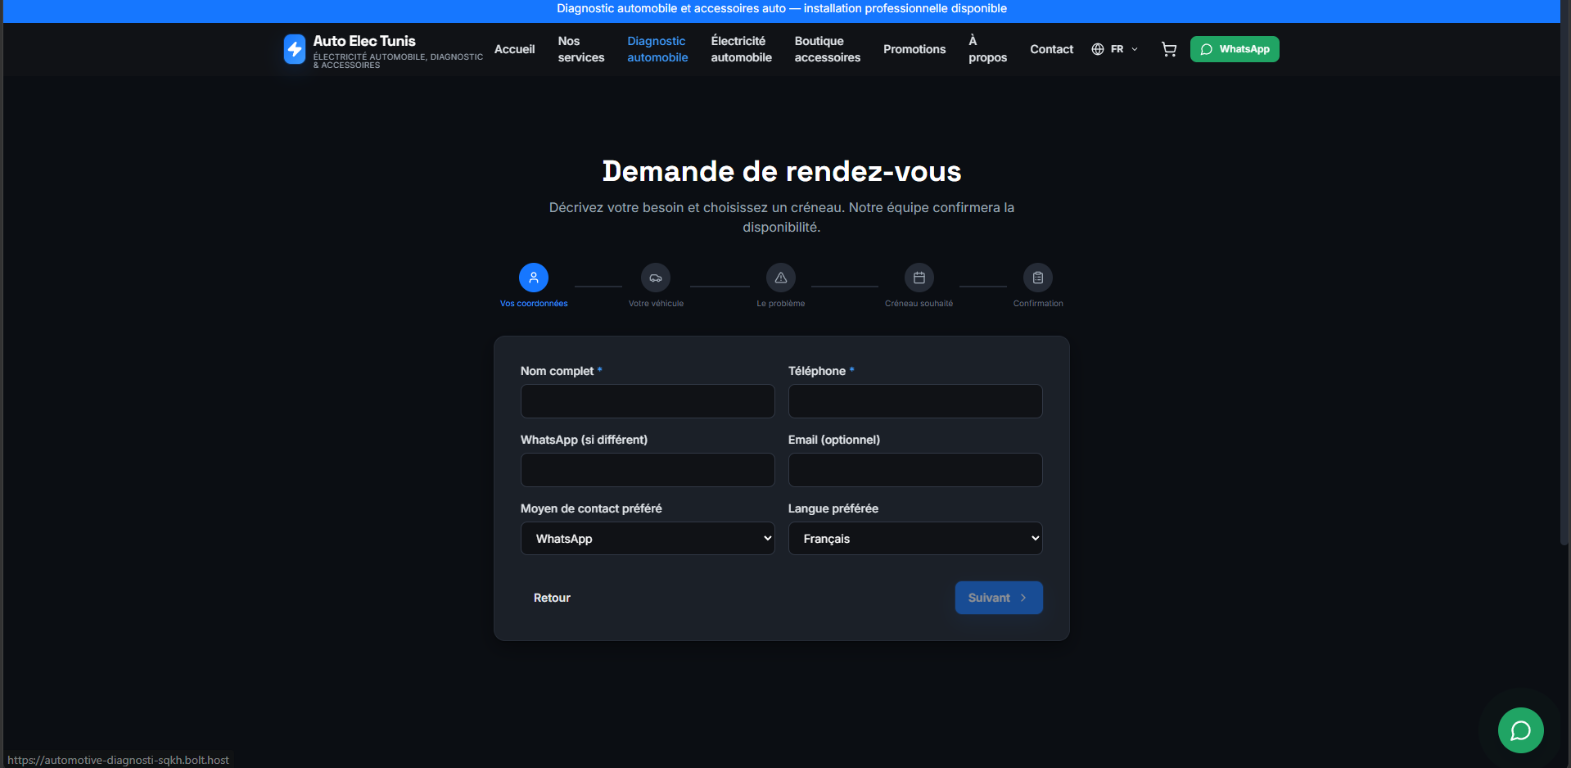 Diagnostic automobile et accessoires auto — installation professionnelle disponible
Auto Elec Tunis
ÉLECTRICITÉ AUTOMOBILE, DIAGNOSTIC
& ACCESSOIRES
Accueil
Nos
services
Diagnostic
automobile
Électricité
automobile
Boutique
accessoires
Promotions
À
propos
Contact
FR
WhatsApp
Demande de rendez-vous
Décrivez votre besoin et choisissez un créneau. Notre équipe confirmera la
disponibilité.
Vos coordonnées
Votre véhicule
Le problème
Créneau souhaité
Confirmation
Nom complet *
Téléphone *
WhatsApp (si différent)
Email (optionnel)
Moyen de contact préféré
Langue préférée
WhatsApp
Français
Retour
Suivant
https://automotive-diagnosti-sqkh.bolt.host